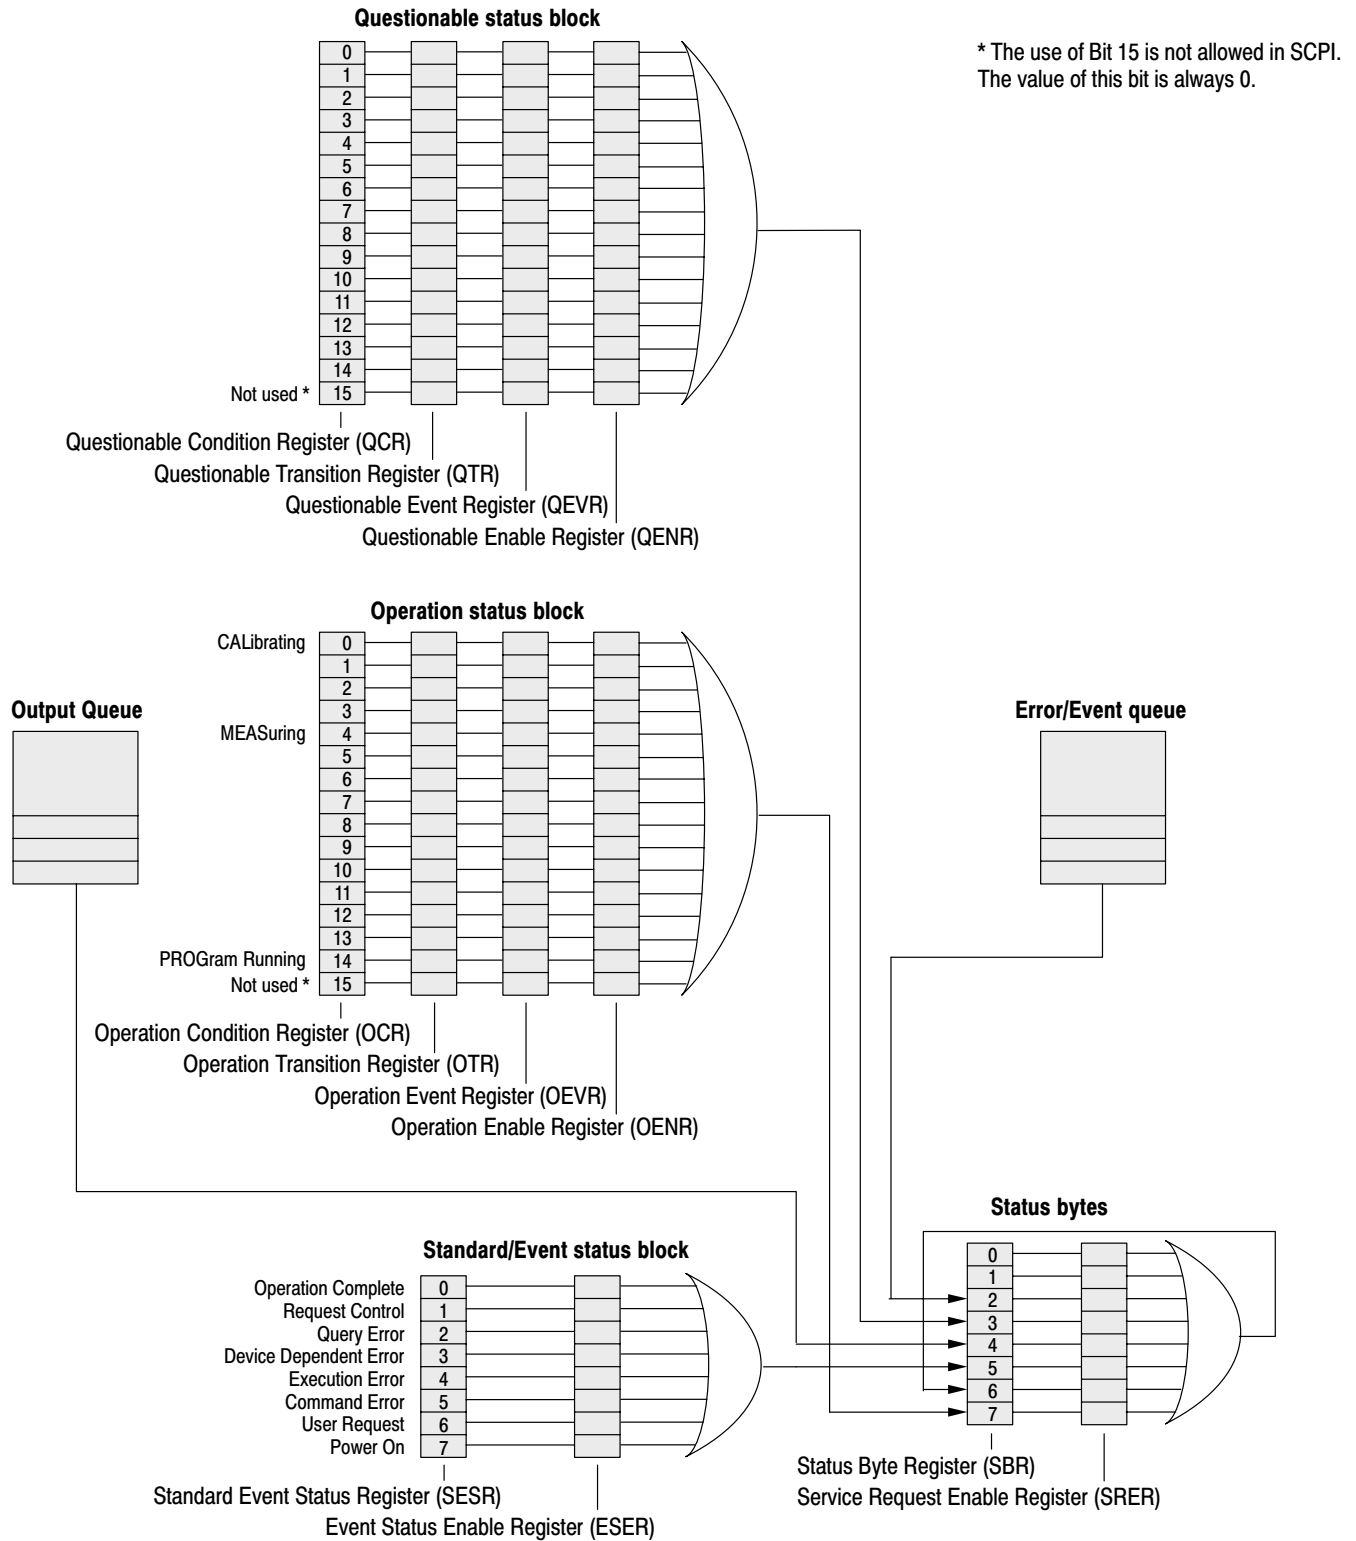 Questionable status block
* The use of Bit 15 is not allowed in SCPI.
The value of this bit is always 0.
0
1
2
3
4
5
6
7
8
9
10
11
12
13
14
Not used * 15
Questionable Condition Register (QCR)
Questionable Transition Register (QTR)
Questionable Event Register (QEVR)
Questionable Enable Register (QENR)
Operation status block
CALibrating 0
1
2
3
MEASuring 4
5
6
7
8
9
10
11
12
13
PROGram Running 14
Not used * 15
Operation Condition Register (OCR)
Operation Transition Register (OTR)
Operation Event Register (OEVR)
Operation Enable Register (OENR)
Output Queue
Error/Event queue
Standard/Event status block
Operation Complete 0
Request Control 1
Query Error 2
Device Dependent Error 3
Execution Error 4
Command Error 5
User Request 6
Power On 7
Standard Event Status Register (SESR)
Event Status Enable Register (ESER)
Status bytes
0
1
2
3
4
5
6
7
Status Byte Register (SBR)
Service Request Enable Register (SRER)